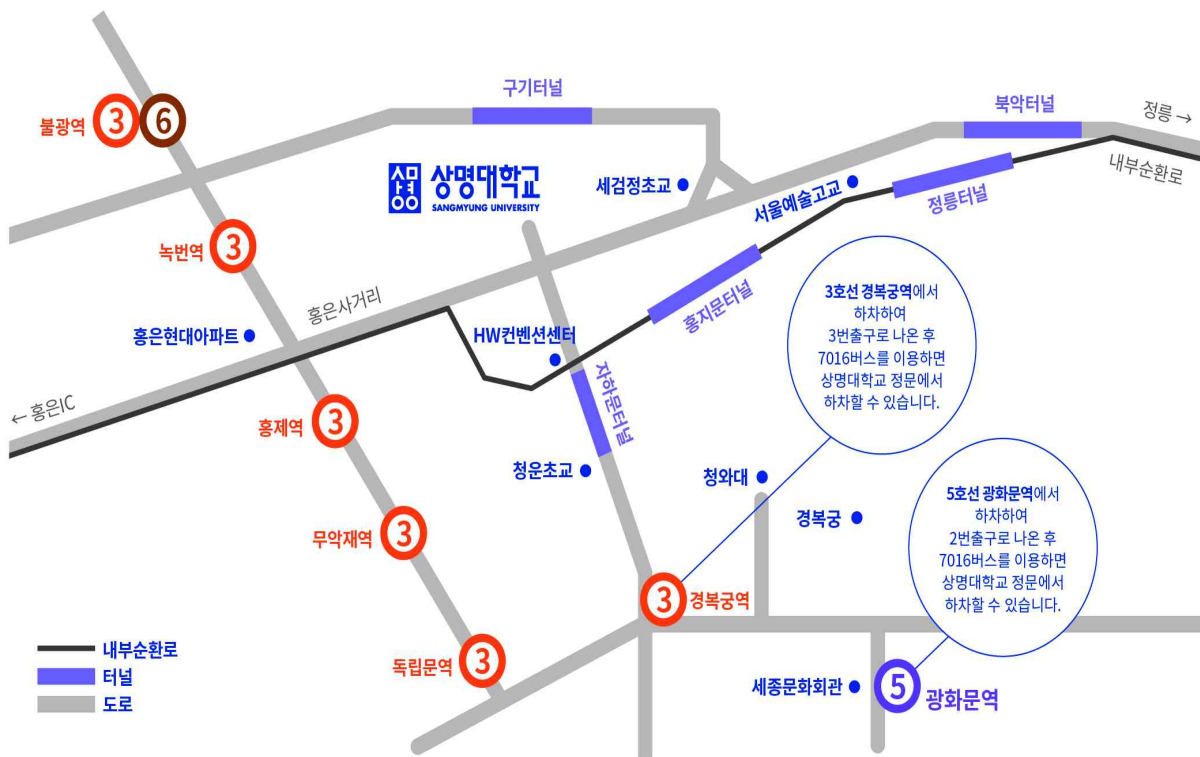 구기터널
북악터널
정릉 →
불광역
3
6
내부순환로
상명
상명대학교
SANGMYUNG UNIVERSITY
세검정초교
서울예술고교
정릉터널
녹번역
3
홍은사거리
홍지문터널
3호선 경복궁역에서
하차하여
3번출구로 나온 후
7016버스를 이용하면
상명대학교 정문에서
하차할 수 있습니다.
홍은현대아파트
HW컨벤션센터
← 홍은IC
자하문터널
홍제역
3
청운초교
청와대
경복궁
5호선 광화문역에서
하차하여
2번출구로 나온 후
7016버스를 이용하면
상명대학교 정문에서
하차할 수 있습니다.
무악재역
3
3
경복궁역
내부순환로
터널
도로
독립문역
3
세종문화회관
5
광화문역